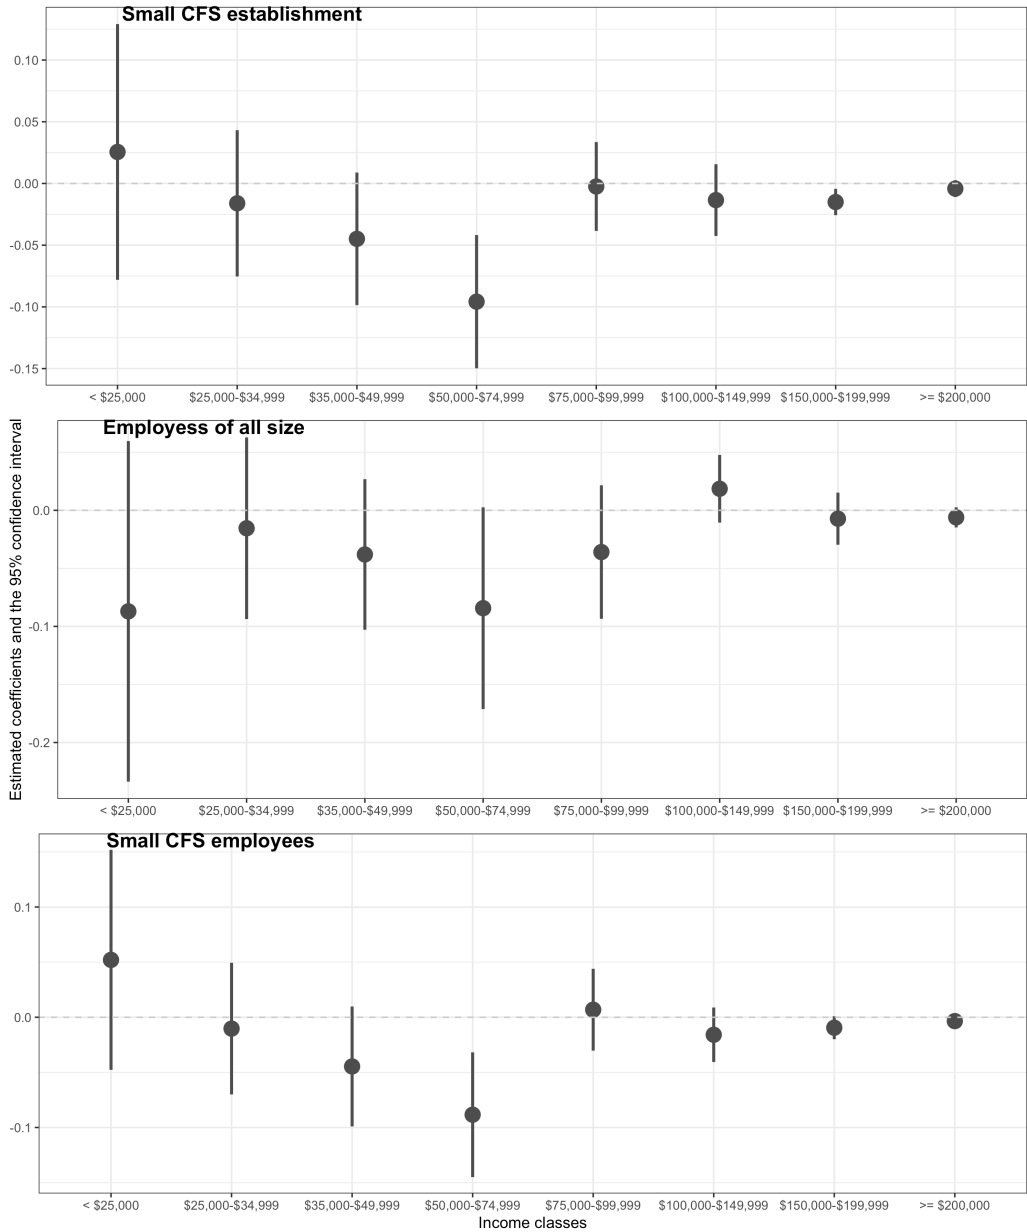 Small CFS establishment
0.10
0.05
0.00
-0.05
-0.10
-0.15
< $25,000 $25,000-$34,999 $35,000-$49,999 $50,000-$74,999 $75,000-$99,999 $100,000-$149,999 $150,000-$199,999 >= $200,000
Estimated coefficients and the 95% confidence interval
Employess of all size
0.0
-0.1
-0.2
< $25,000 $25,000-$34,999 $35,000-$49,999 $50,000-$74,999 $75,000-$99,999 $100,000-$149,999 $150,000-$199,999 >= $200,000
Small CFS employees
0.1
0.0
-0.1
< $25,000 $25,000-$34,999 $35,000-$49,999 $50,000-$74,999 $75,000-$99,999 $100,000-$149,999 $150,000-$199,999 >= $200,000
Income classes